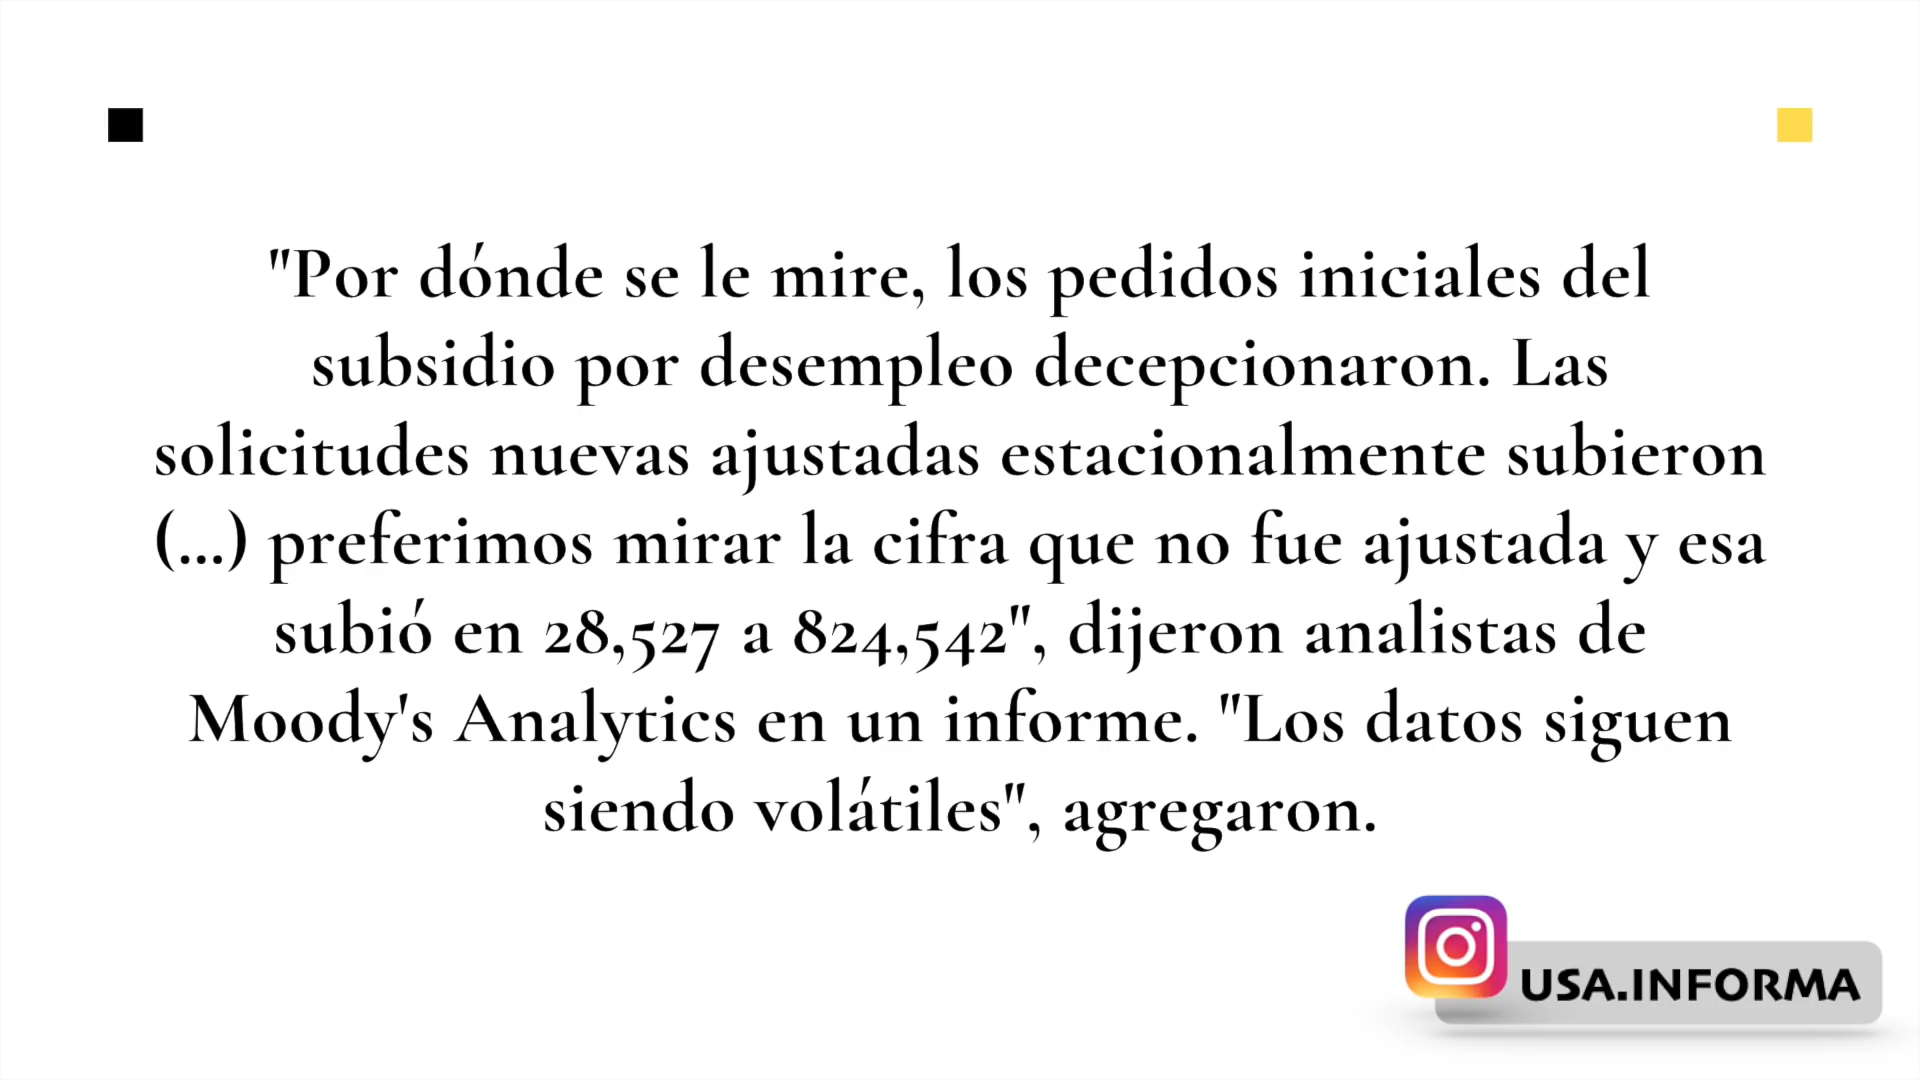 "Por dónde se le mire, los pedidos iniciales del
subsidio por desempleo decepcionaron. Las
solicitudes nuevas ajustadas estacionalmente subieron
(...) preferimos mirar la cifra que no fue ajustada y esa
subió en 28,527 a 824,542", dijeron analistas de
Moody's Analytics en un informe. "Los datos siguen
siendo volátiles", agregaron.
USA.INFORMA